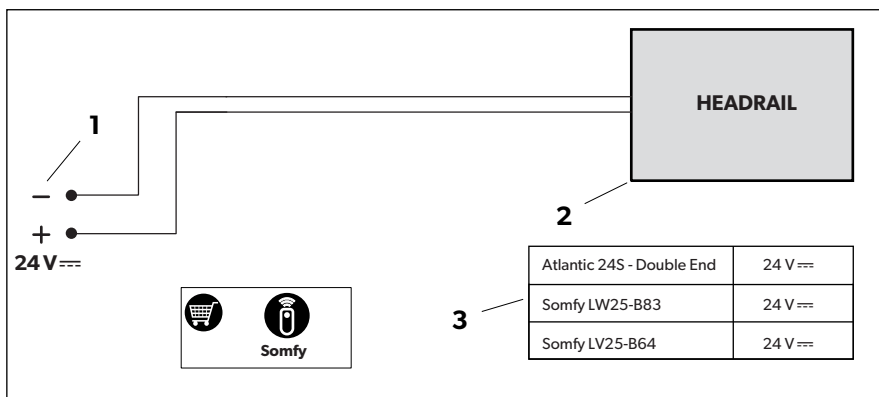 HEADRAIL
1
−
2
+
24 V ⎓
Atlantic 24S - Double End 24 V ⎓
3
Somfy LW25-B83 24 V ⎓
Somfy
Somfy LV25-B64 24 V ⎓